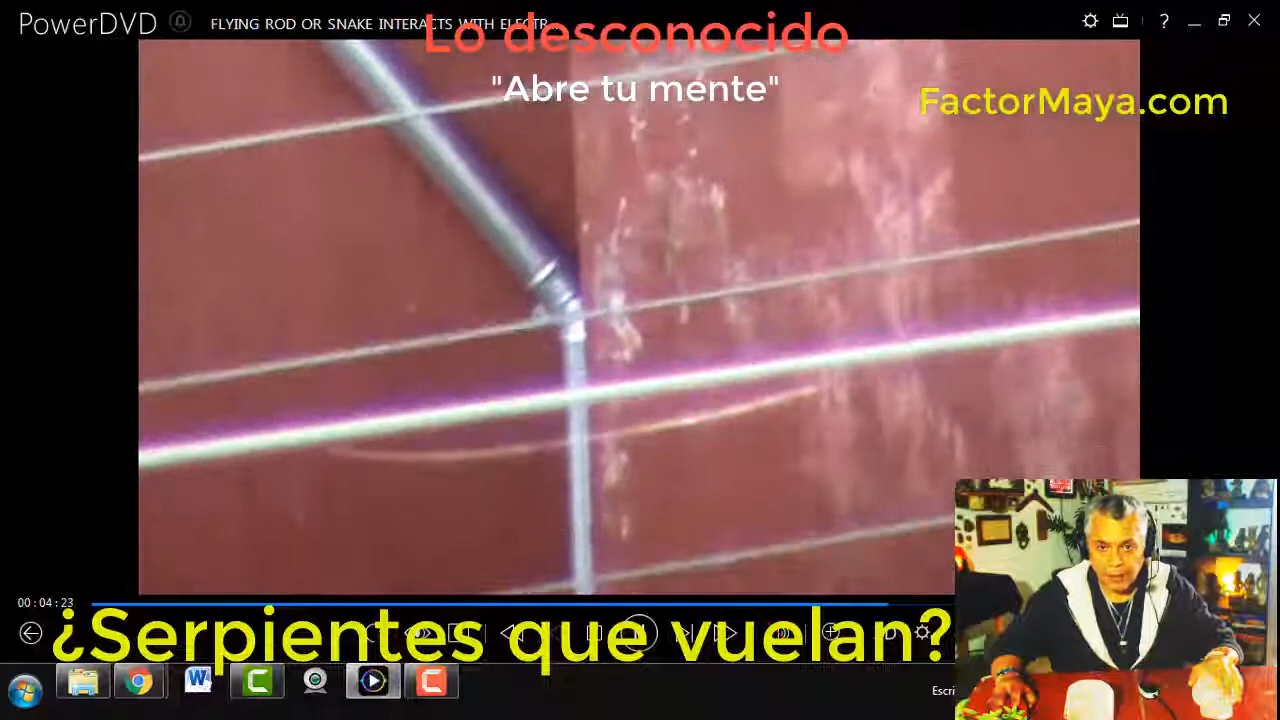 PowerDVD
FLYING ROD OR SNAKE INTERACTS WITH ELECTR
Lo desconocido
"Abre tu mente"
FactorMaya.com
00:04:23
¿Serpientes que vuelan?
Escri